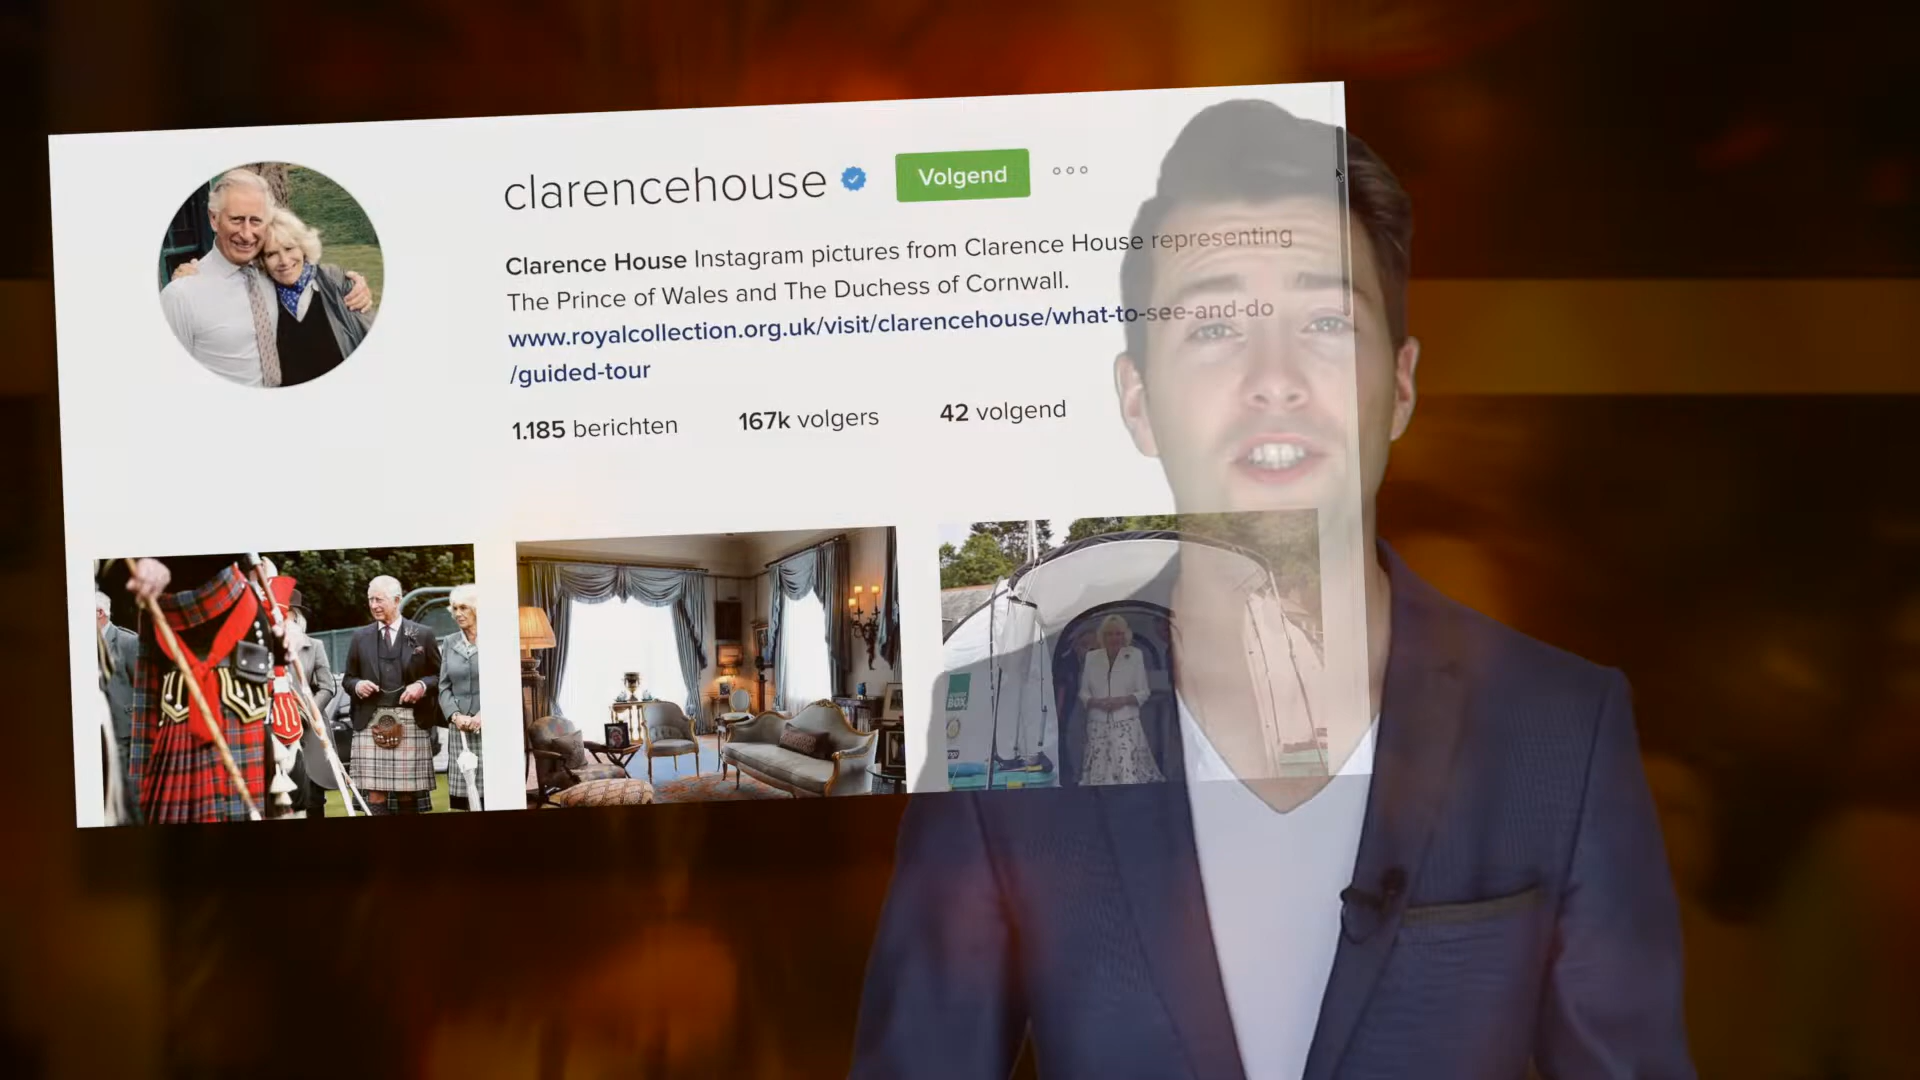 clarencehouse
Volgend
Clarence House Instagram pictures from Clarence House representing
The Prince of Wales and The Duchess of Cornwall.
www.royalcollection.org.uk/visit/clarencehouse/what-to-see-and-do
/guided-tour
1.185 berichten 167k volgers 42 volgend
BOX